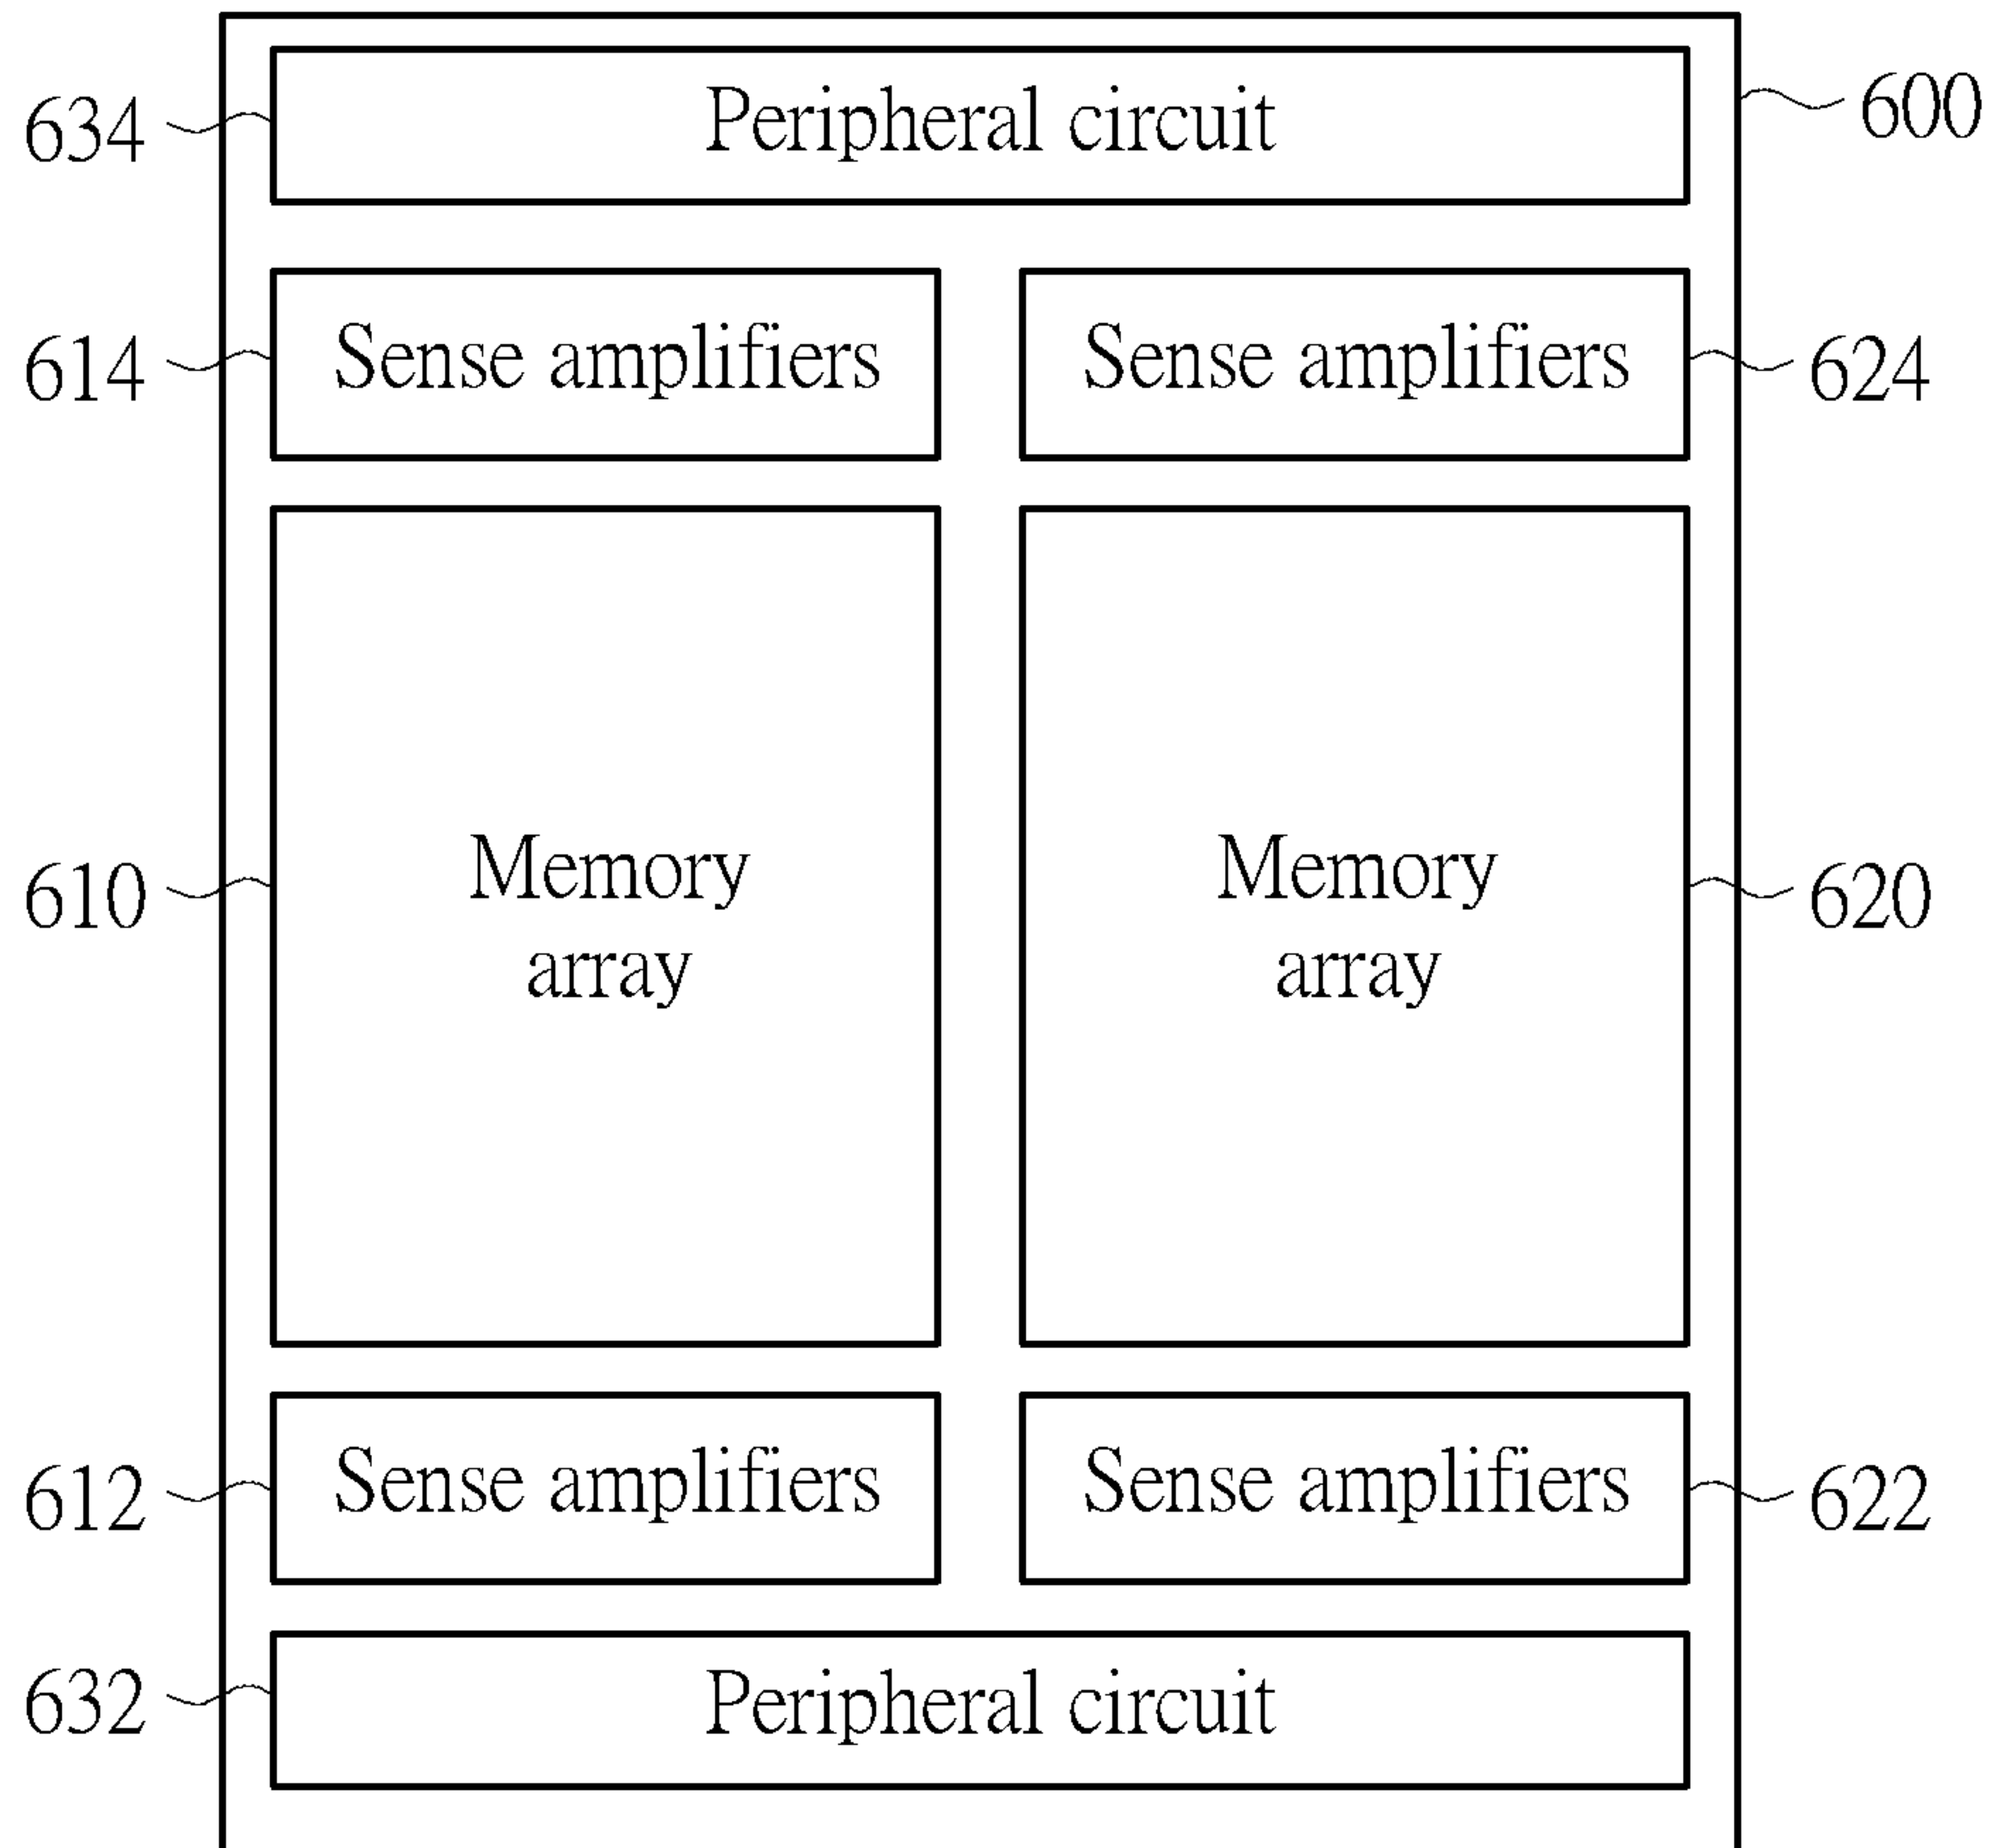 634 Peripheral circuit 600
614 Sense amplifiers Sense amplifiers 624
Memory Memory
610 620
array array
612 Sense amplifiers Sense amplifiers 622
632 Peripheral circuit